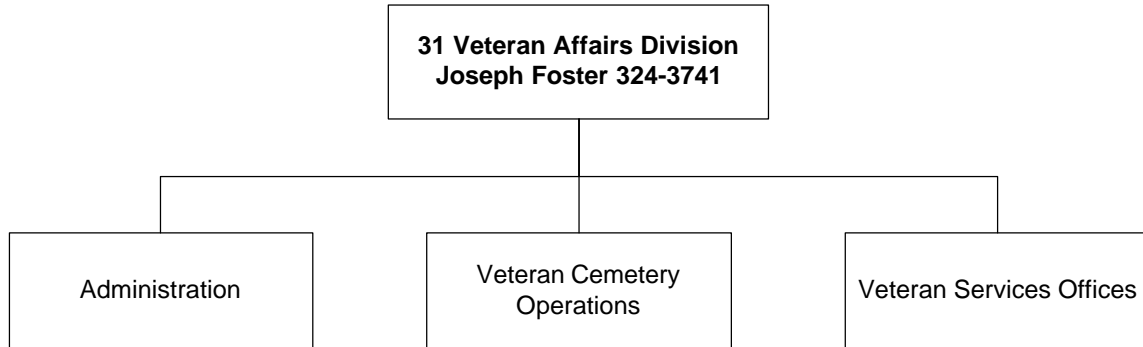 31 Veteran Affairs Division
Joseph Foster 324-3741
Administration
Veteran Cemetery
Operations
Veteran Services Offices